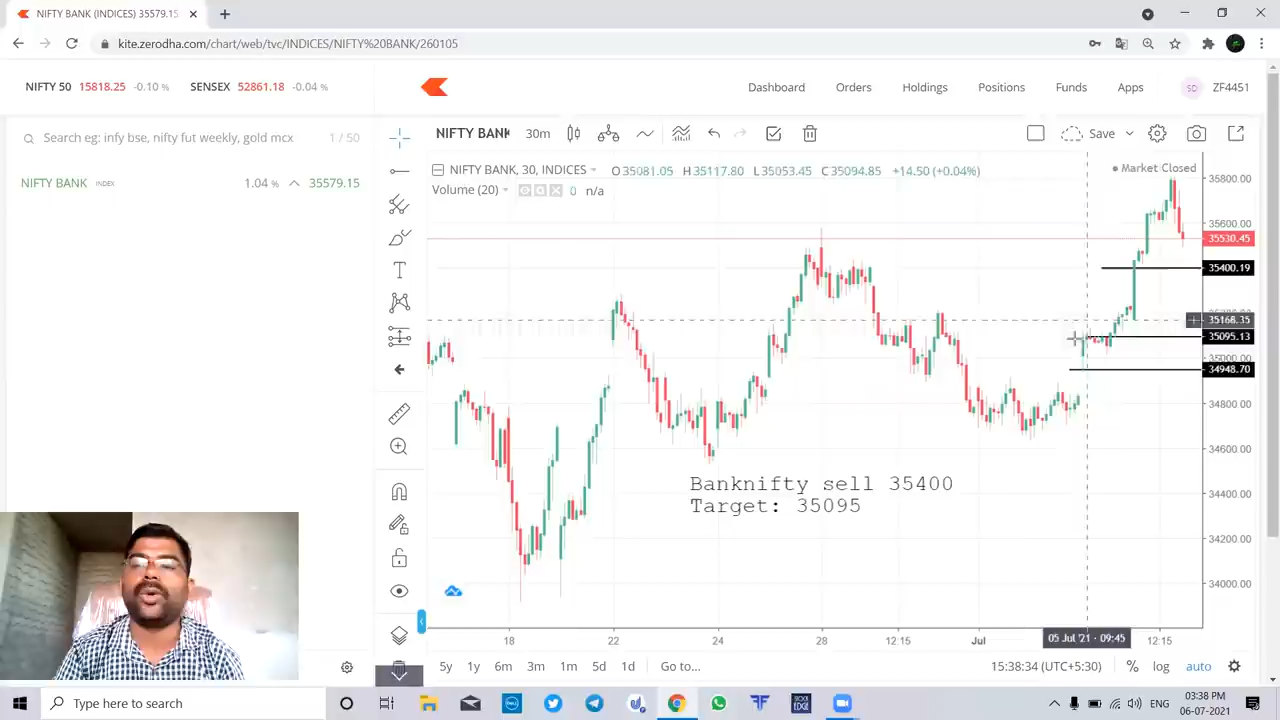 NIFTY BANK (INDICES) 35579.15
kite.zerodha.com/chart/web/tvc/INDICES/NIFTY%20BANK/260105
NIFTY 50 15818.25 -0.10 % SENSEX 52861.18 -0.04 %
Dashboard Orders Holdings Positions Funds Apps SD ZF4451
Search eg: infy bse, nifty fut weekly, gold mcx 1 / 50
NIFTY BANK INDEX 1.04 % 35579.15
NIFTY BANK 30m Save
NIFTY BANK, 30, INDICES O35081.05 H35117.80 L35053.45 C35094.85 +14.50 (+0.04%)
Market Closed
Volume (20) 0 n/a
35800.00
35600.00
35530.45
35400.19
35168.35
35095.13
35000.00
34948.70
34800.00
34600.00
34400.00
34200.00
34000.00
Banknifty sell 35400
Target: 35095
18 22 24 28 12:15 Jul 05 Jul '21 09:45 12:15
5y 1y 6m 3m 1m 5d 1d Go to... 15:38:34 (UTC+5:30) % log auto
Type here to search
STOCK EDGE
ENG
03:38 PM
06-07-2021